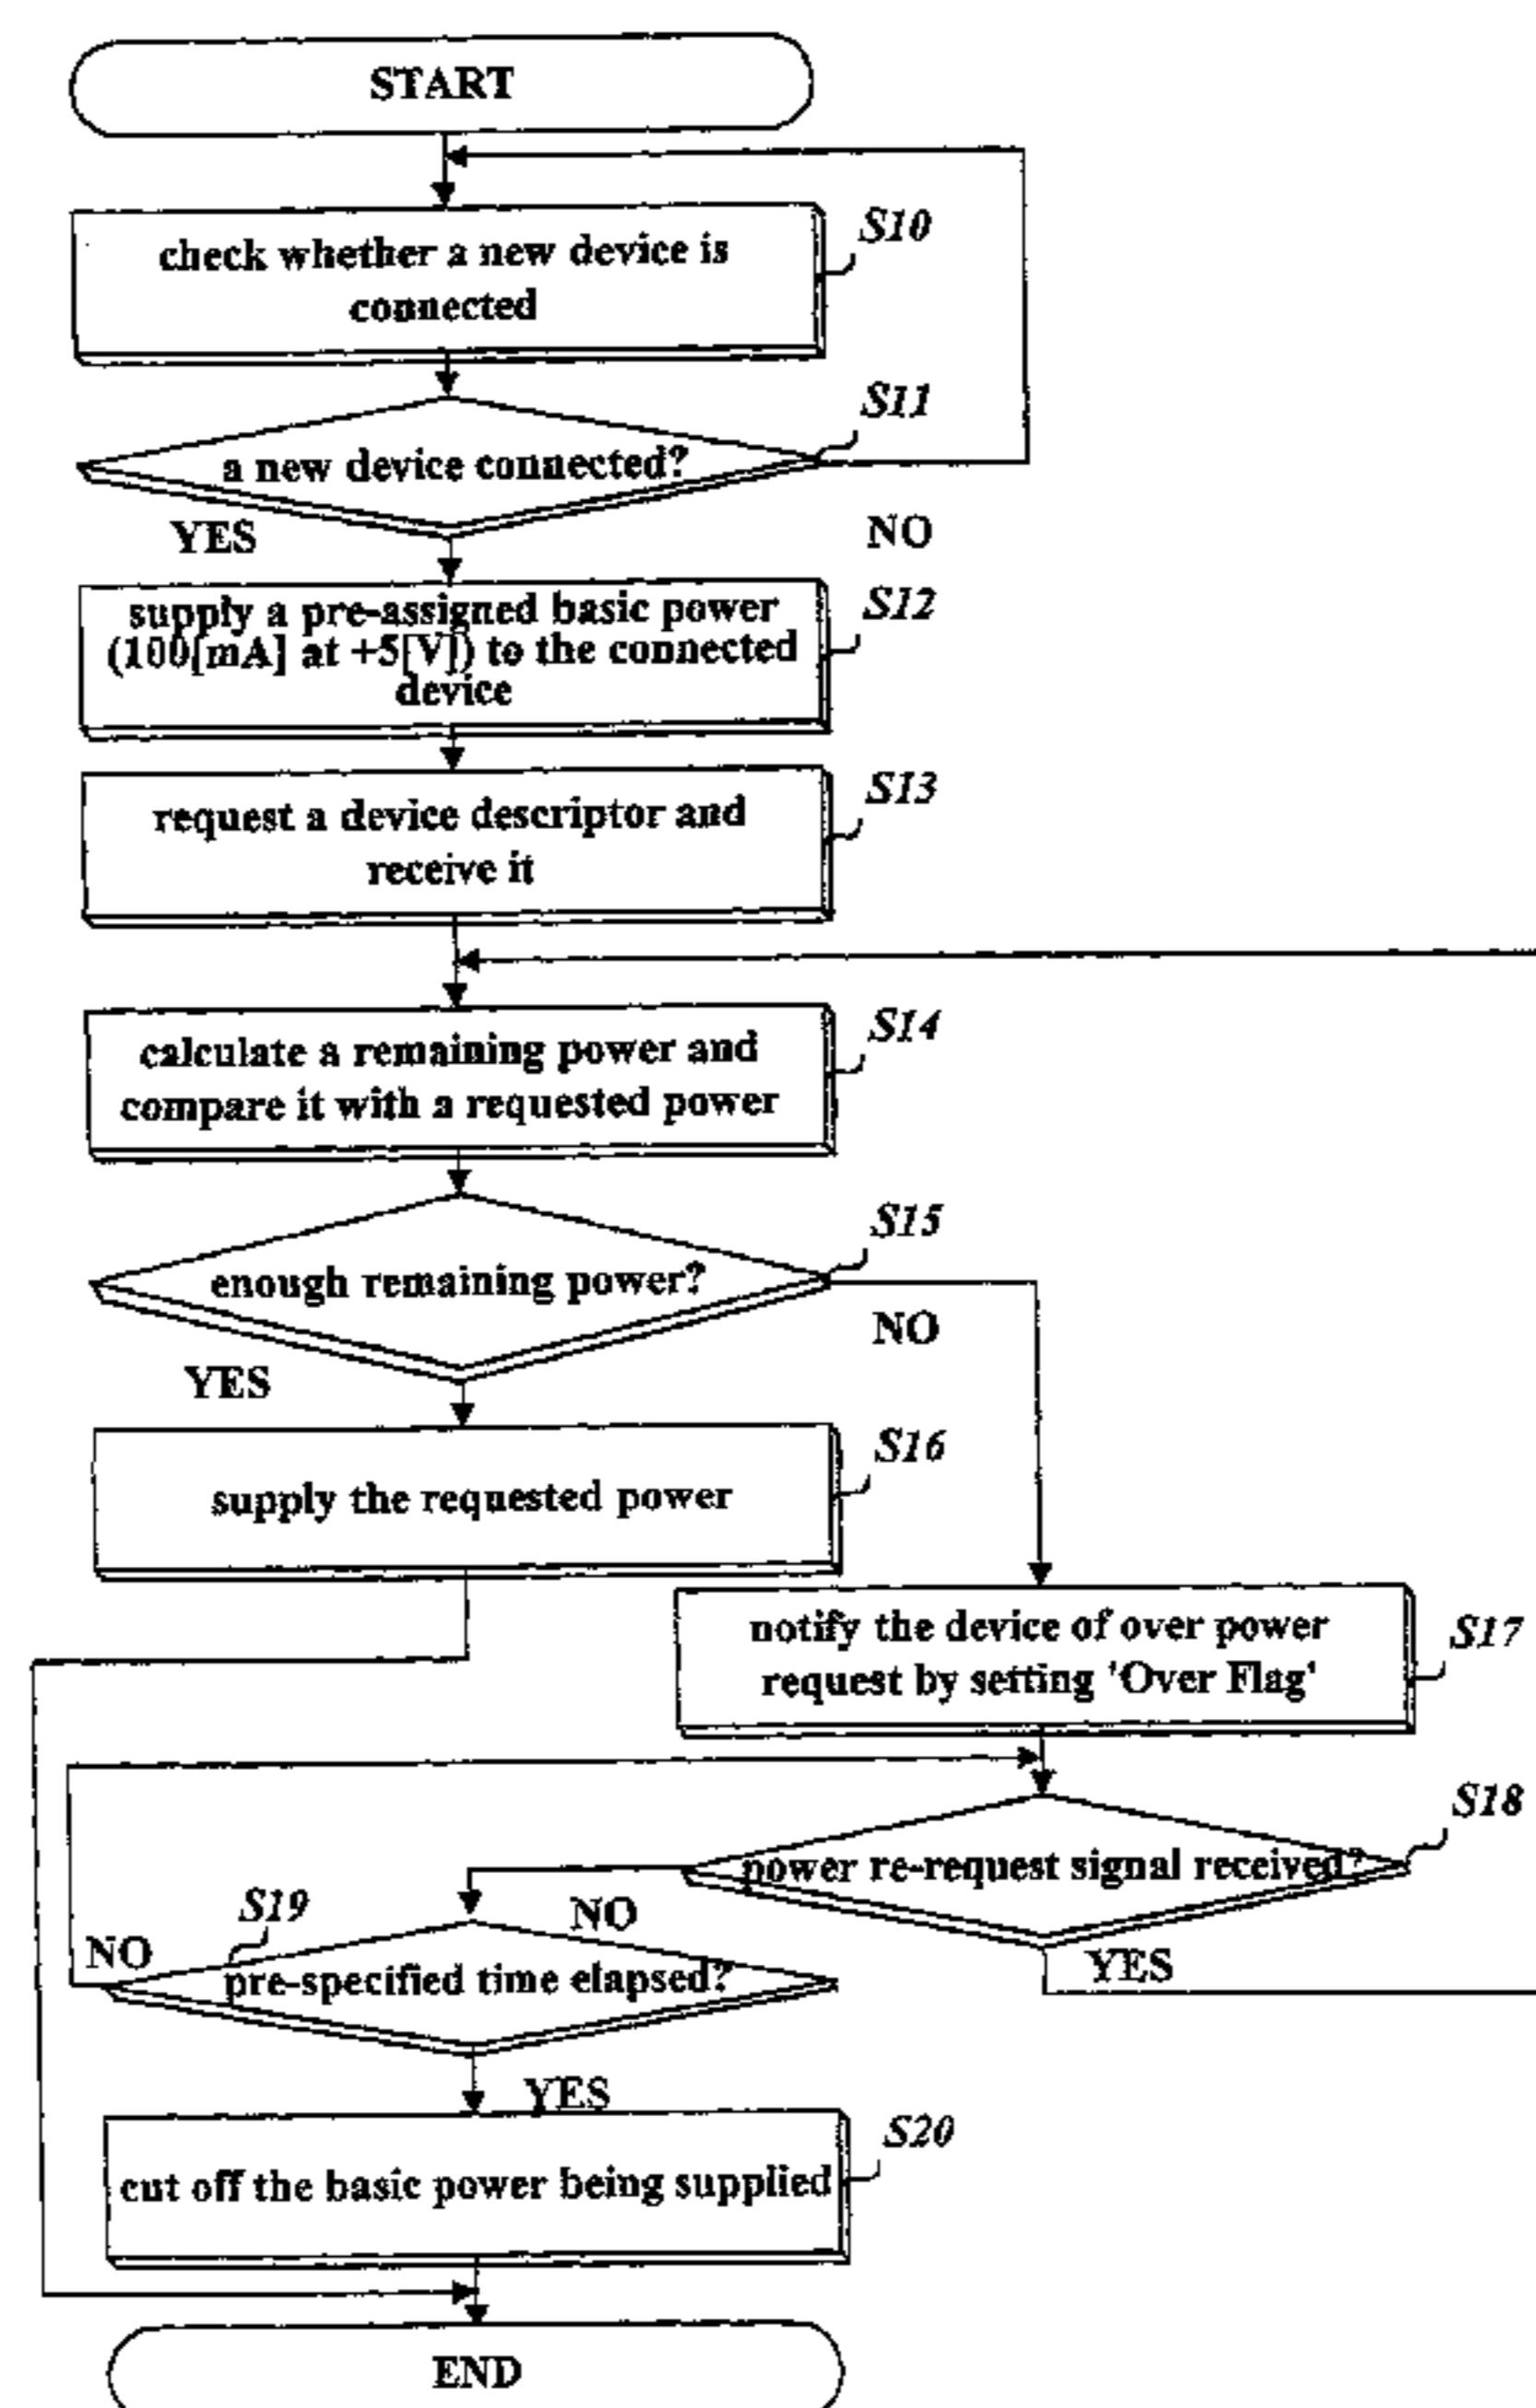 START
check whether a new device is
connected
S10
a new device connected?
S11
YES
NO
supply a pre-assigned basic power
(100[mA] at +5[V]) to the connected
device
S12
request a device descriptor and
receive it
S13
calculate a remaining power and
compare it with a requested power
S14
enough remaining power?
S15
NO
YES
supply the requested power
S16
notify the device of over power
request by setting 'Over Flag'
S17
power re-request signal received?
S18
NO
YES
S19
NO
pre-specified time elapsed?
YES
cut off the basic power being supplied
S20
END